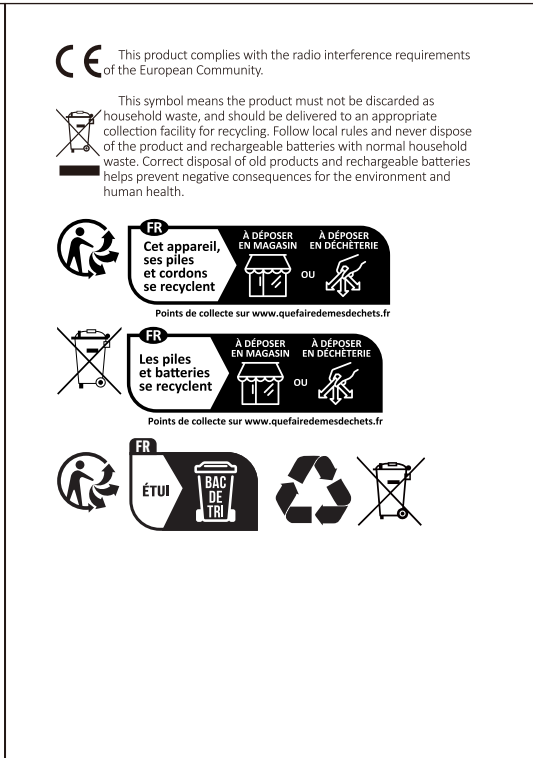 CE This product complies with the radio interference requirements
of the European Community.
This symbol means the product must not be discarded as
household waste, and should be delivered to an appropriate
collection facility for recycling. Follow local rules and never dispose
of the product and rechargeable batteries with normal household
waste. Correct disposal of old products and rechargeable batteries
helps prevent negative consequences for the environment and
human health.
FR
Cet appareil,
ses piles
et cordons
se recyclent
À DÉPOSER
EN MAGASIN
OU
À DÉPOSER
EN DÉCHÈTERIE
Points de collecte sur www.quefairedemesdechets.fr
FR
Les piles
et batteries
se recyclent
À DÉPOSER
EN MAGASIN
OU
À DÉPOSER
EN DÉCHÈTERIE
Points de collecte sur www.quefairedemesdechets.fr
FR
ÉTUI
BAC
DE
TRI